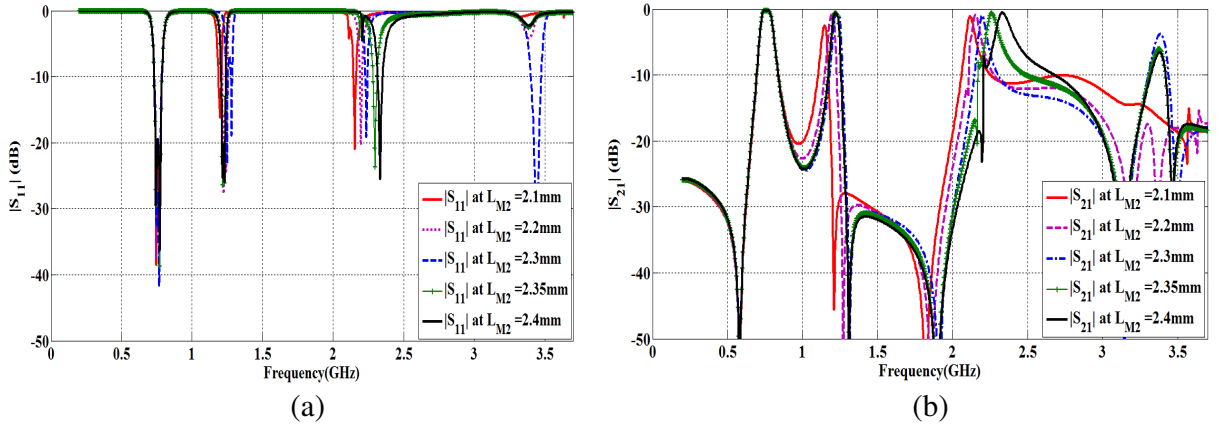 0
-10
-20
-30
-40
-50
|S11| (dB)
|S11| at LM2 =2.1mm
|S11| at LM2 =2.2mm
|S11| at LM2 =2.3mm
|S11| at LM2 =2.35mm
|S11| at LM2 =2.4mm
0 0.5 1 1.5 2 2.5 3 3.5
Frequency(GHz)
(a)
0
-10
-20
-30
-40
-50
|S21| (dB)
|S21| at LM2 =2.1mm
|S21| at LM2 =2.2mm
|S21| at LM2 =2.3mm
|S21| at LM2 =2.35mm
|S21| at LM2 =2.4mm
0 0.5 1 1.5 2 2.5 3 3.5
Frequency(GHz)
(b)